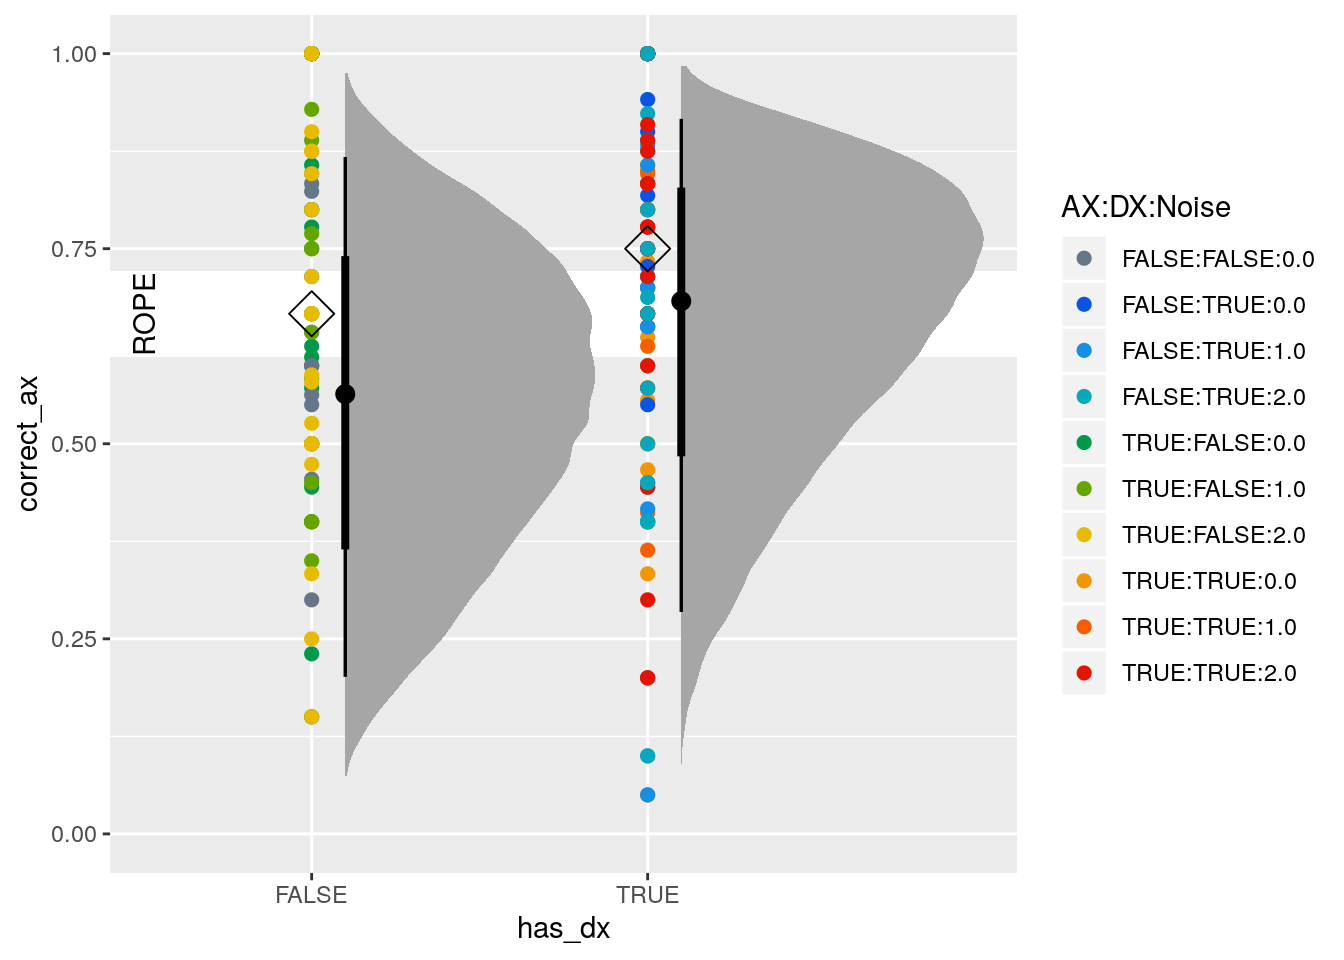 1.00
0.75
0.50
0.25
0.00
correct_ax
ROPE
FALSE
TRUE
has_dx
AX:DX:Noise
FALSE:FALSE:0.0
FALSE:TRUE:0.0
FALSE:TRUE:1.0
FALSE:TRUE:2.0
TRUE:FALSE:0.0
TRUE:FALSE:1.0
TRUE:FALSE:2.0
TRUE:TRUE:0.0
TRUE:TRUE:1.0
TRUE:TRUE:2.0